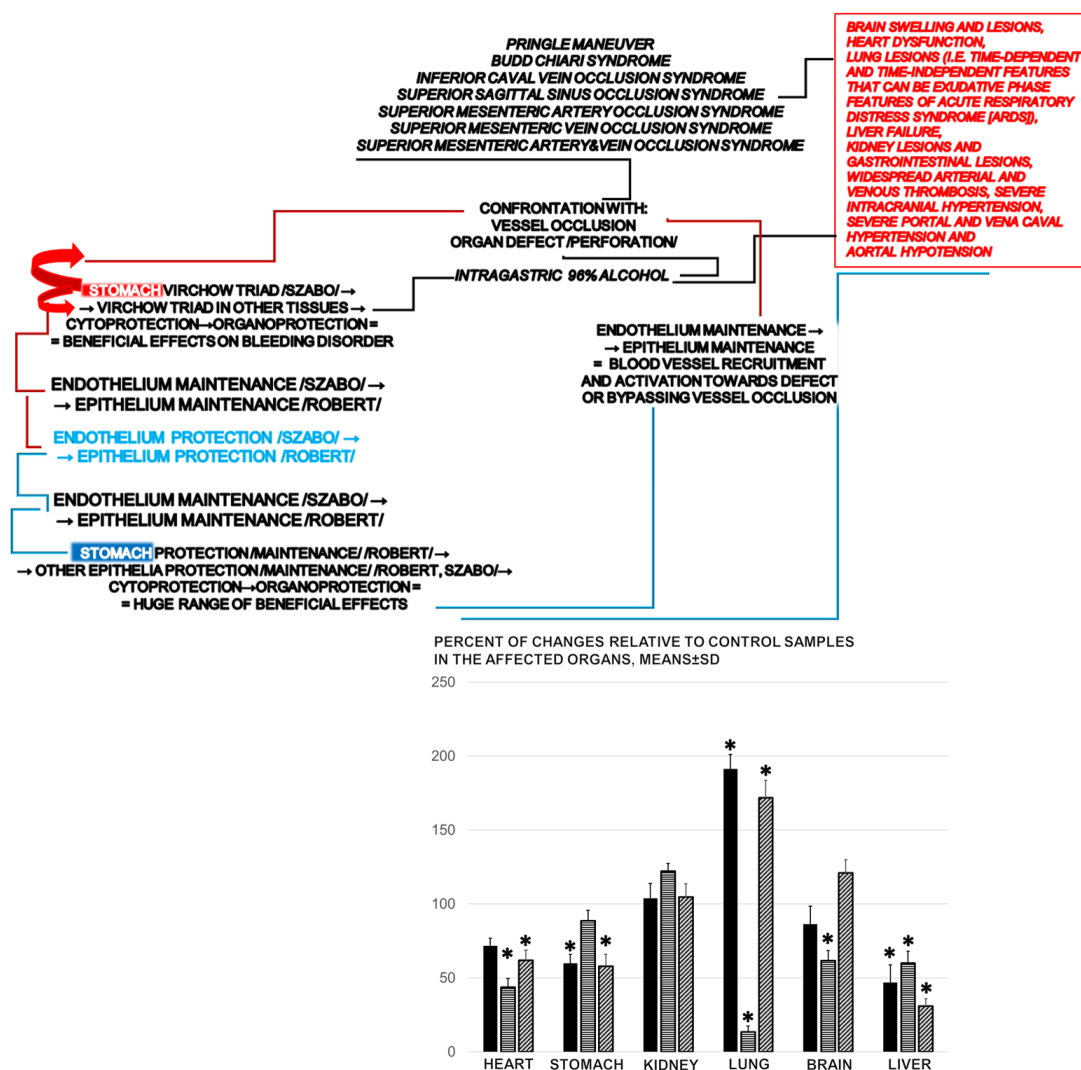 PRINGLE MANEUVER
BUDD CHIARI SYNDROME
INFERIOR CAVAL VEIN OCCLUSION SYNDROME
SUPERIOR SAGITTAL SINUS OCCLUSION SYNDROME
SUPERIOR MESENTERIC ARTERY OCCLUSION SYNDROME
SUPERIOR MESENTERIC VEIN OCCLUSION SYNDROME
SUPERIOR MESENTERIC ARTERY&VEIN OCCLUSION SYNDROME
BRAIN SWELLING AND LESIONS,
HEART DYSFUNCTION,
LUNG LESIONS (I.E. TIME-DEPENDENT
AND TIME-INDEPENDENT FEATURES
THAT CAN BE EXUDATIVE PHASE
FEATURES OF ACUTE RESPIRATORY
DISTRESS SYNDROME [ARDS]),
LIVER FAILURE,
KIDNEY LESIONS AND
GASTROINTESTINAL LESIONS,
WIDESPREAD ARTERIAL AND
VENOUS THROMBOSIS, SEVERE
INTRACRANIAL HYPERTENSION,
SEVERE PORTAL AND VENA CAVAL
HYPERTENSION AND
AORTAL HYPOTENSION
CONFRONTATION WITH:
VESSEL OCCLUSION
ORGAN DEFECT /PERFORATION/
INTRAGASTRIC 96% ALCOHOL
STOMACH VIRCHOW TRIAD /SZABO/ →
→ VIRCHOW TRIAD IN OTHER TISSUES →
CYTOPROTECTION→ORGANOPROTECTION =
= BENEFICIAL EFFECTS ON BLEEDING DISORDER
ENDOTHELIUM MAINTENANCE /SZABO/ →
→ EPITHELIUM MAINTENANCE /ROBERT/
ENDOTHELIUM PROTECTION /SZABO/ →
→ EPITHELIUM PROTECTION /ROBERT/
ENDOTHELIUM MAINTENANCE /SZABO/ →
→ EPITHELIUM MAINTENANCE /ROBERT/
STOMACH PROTECTION/MAINTENANCE/ /ROBERT/ →
→ OTHER EPITHELIA PROTECTION/MAINTENANCE/ /ROBERT, SZABO/→
CYTOPROTECTION→ORGANOPROTECTION =
= HUGE RANGE OF BENEFICIAL EFFECTS
ENDOTHELIUM MAINTENANCE →
→ EPITHELIUM MAINTENANCE
= BLOOD VESSEL RECRUITMENT
AND ACTIVATION TOWARDS DEFECT
OR BYPASSING VESSEL OCCLUSION
PERCENT OF CHANGES RELATIVE TO CONTROL SAMPLES
IN THE AFFECTED ORGANS, MEANS±SD
250
200
150
100
50
0
* * * * * * * * * * *
HEART STOMACH KIDNEY LUNG BRAIN LIVER